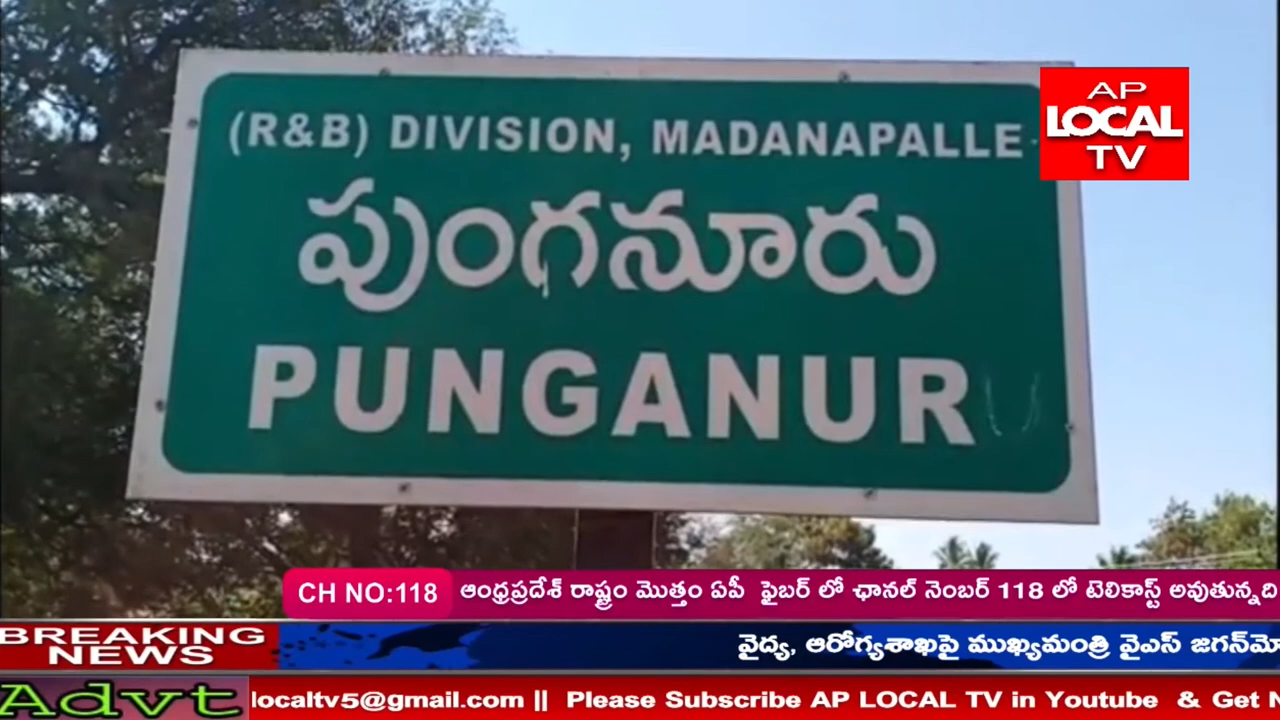 (R&B) DIVISION, MADANAPALLE
పుంగనూరు
PUNGANUR
AP
LOCAL
TV
CH NO:118
ఆంధ్రప్రదేశ్ రాష్ట్రం మొత్తం ఏపీ ఫైబర్ లో ఛానల్ నెంబర్ 118 లో టెలికాస్ట్ అవుతున్నది
BREAKING
NEWS
వైద్య, ఆరోగ్యశాఖపై ముఖ్యమంత్రి వైఎస్ జగన్‌మో
Advt
localtv5@gmail.com || Please Subscribe AP LOCAL TV in Youtube & Get N